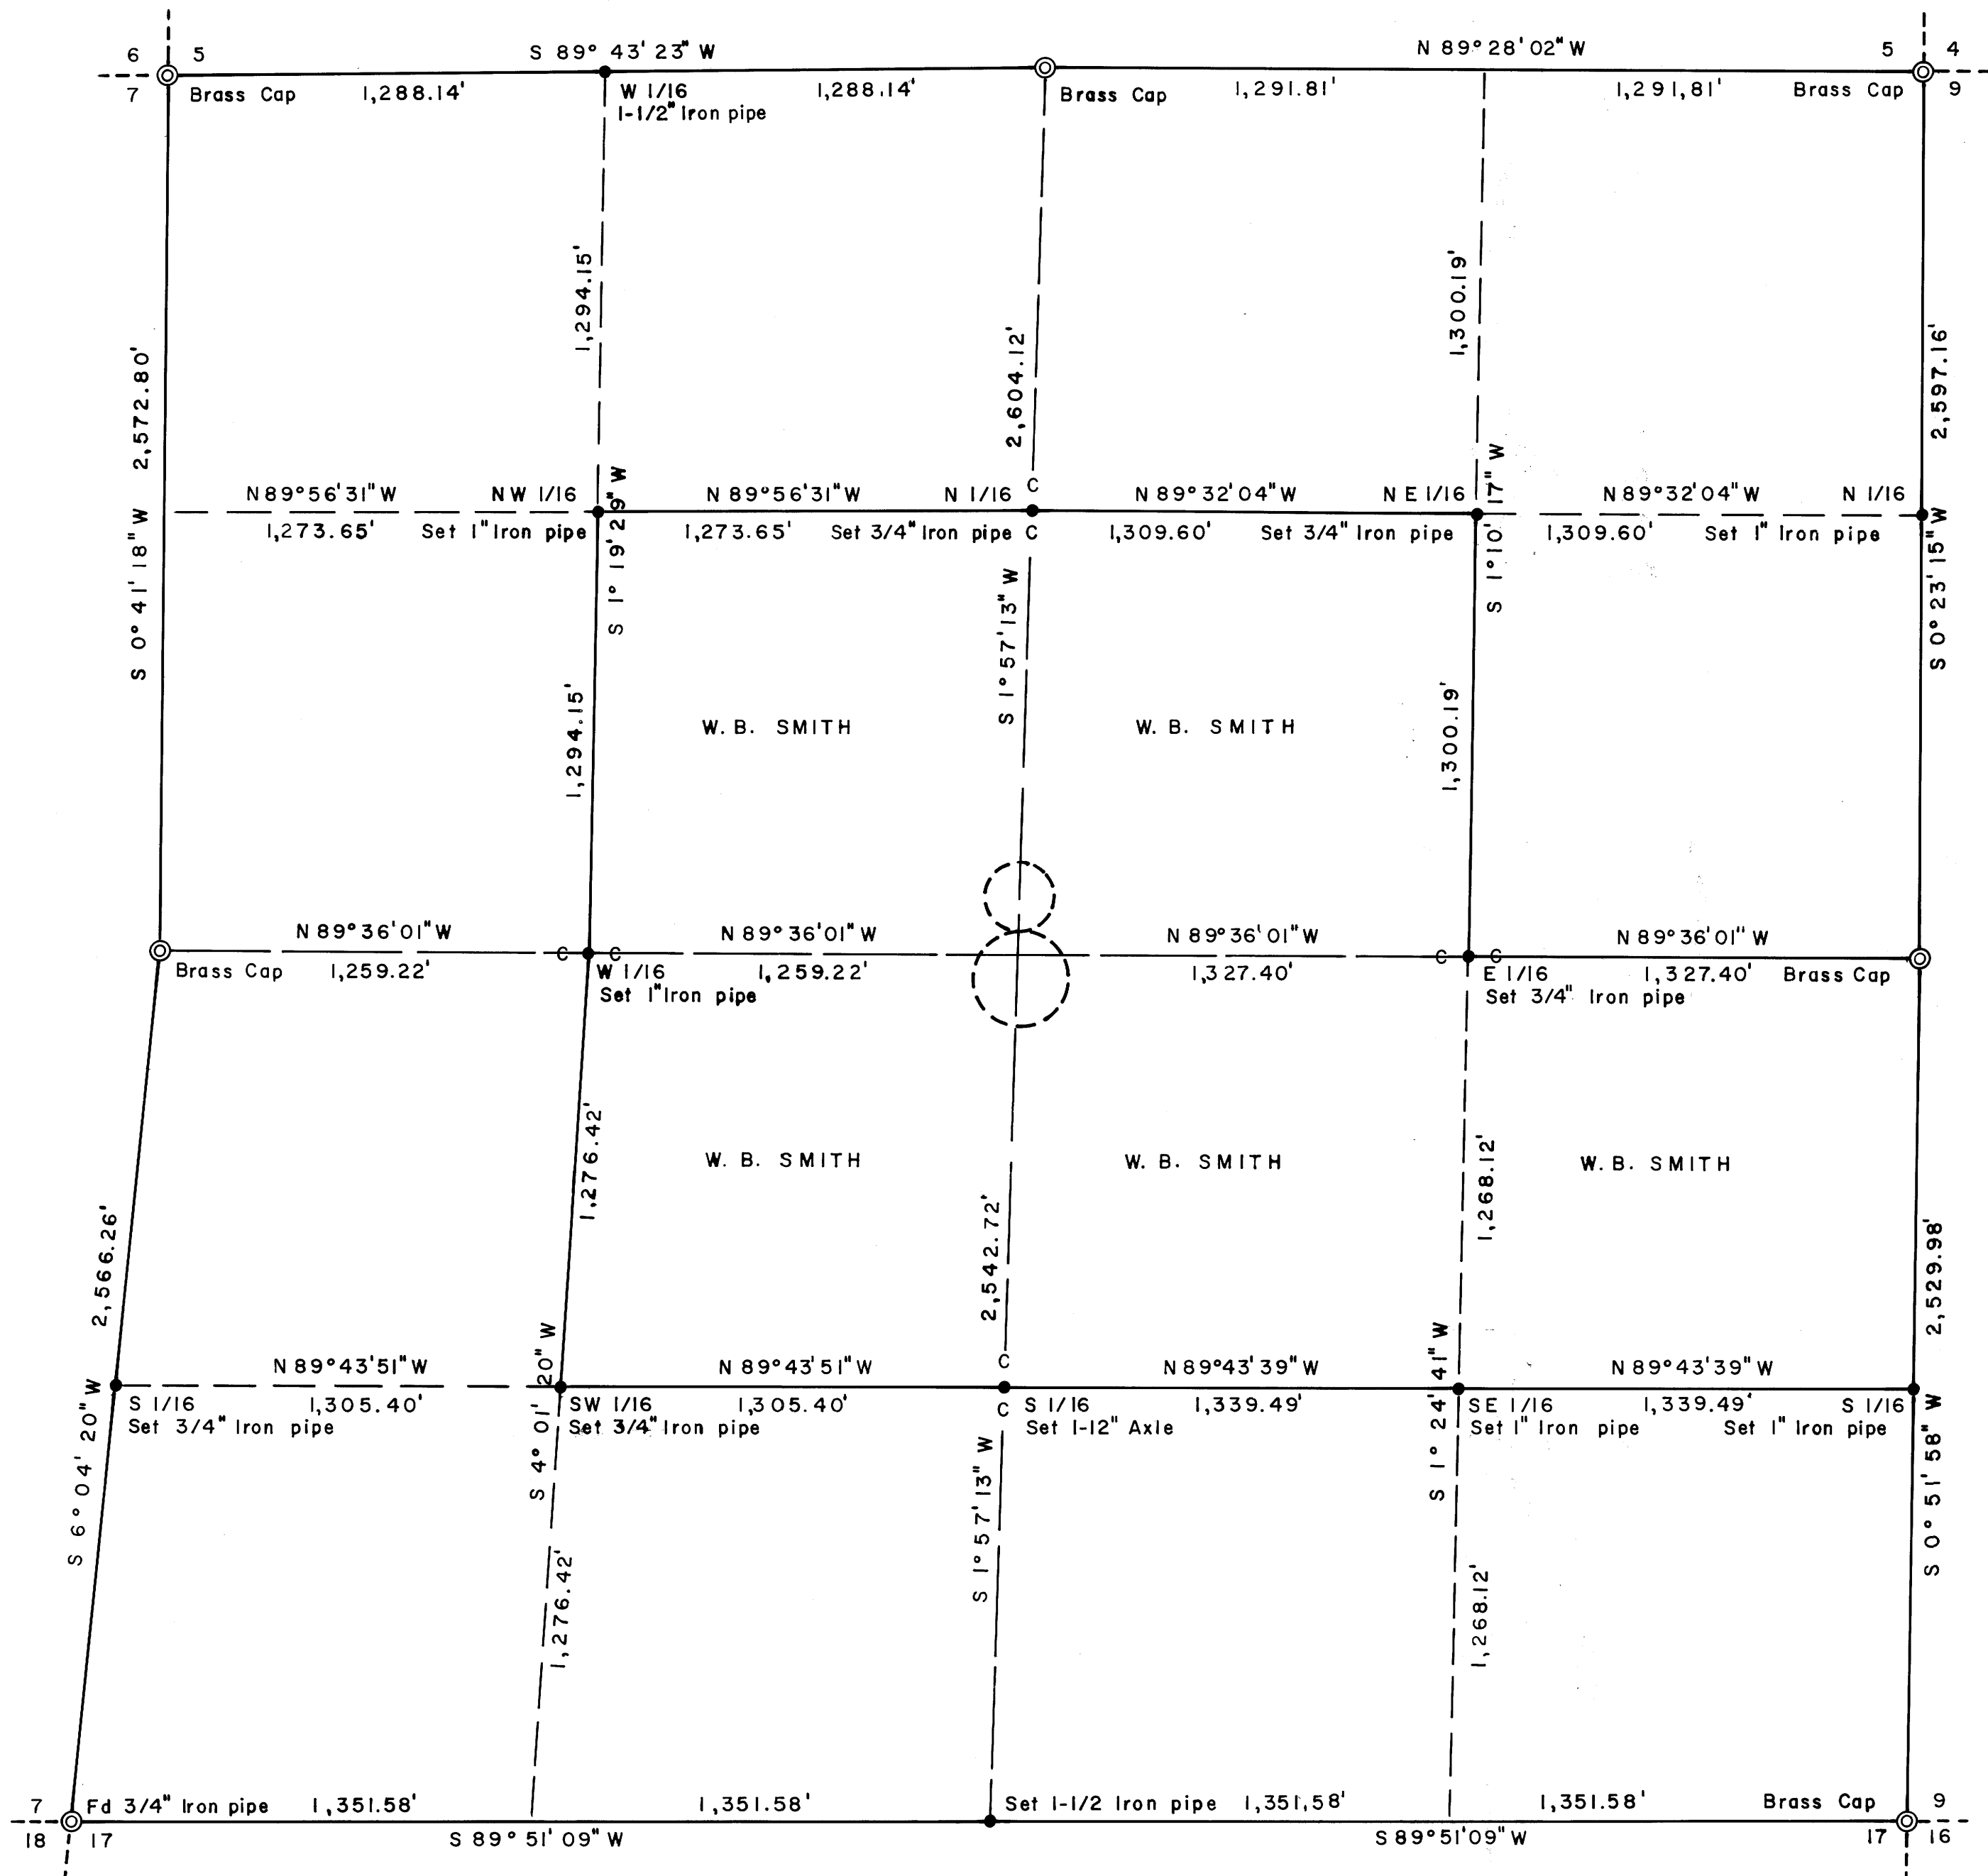 6 5
S 89° 43' 23" W
N 89° 28' 02" W
5 4
7
Brass Cap
1,288.14'
W 1/16
1-1/2" Iron pipe
1,288.14'
Brass Cap
1,291.81'
1,291,81'
Brass Cap
9
1,294.15'
1,300.19'
2,604.12'
2,572.80'
2,597.16'
N 89° 56' 31" W
NW 1/16
N 89° 56' 31" W
N 1/16
C
N 89° 32' 04" W
NE 1/16
N 89° 32' 04" W
N 1/16
1,273.65'
Set 1" Iron pipe
1,273.65'
Set 3/4" Iron pipe
C
1,309.60'
Set 3/4" Iron pipe
1,309.60'
Set 1" Iron pipe
S 0° 41' 18" W
S 1° 19' 29" W
S 1° 57' 13" W
S 1° 10' 17" W
S 0° 23' 15" W
1,294.15'
W. B. SMITH
W. B. SMITH
1,300.19'
N 89° 36' 01" W
N 89° 36' 01" W
N 89° 36' 01" W
N 89° 36' 01" W
C C
C C
Brass Cap
1,259.22'
W 1/16
Set 1" Iron pipe
1,259.22'
1,327.40'
E 1/16
Set 3/4" Iron pipe
1,327.40'
Brass Cap
1,276.42'
W. B. SMITH
W. B. SMITH
1,268.12'
W. B. SMITH
2,566.26'
2,542.72'
2,529.98'
N 89° 43' 51" W
N 89° 43' 51" W
C
N 89° 43' 39" W
N 89° 43' 39" W
S 1/16
Set 3/4" Iron pipe
1,305.40'
SW 1/16
Set 3/4" Iron pipe
1,305.40'
C
S 1/16
Set 1-12" Axle
1,339.49'
SE 1/16
Set 1" Iron pipe
1,339.49'
S 1/16
Set 1" Iron pipe
S 6° 04' 20" W
S 4° 01' 20" W
S 1° 57' 13" W
S 1° 24' 41" W
S 0° 51' 58" W
1,276.42'
1,268.12'
7
Fd 3/4" Iron pipe
1,351.58'
1,351.58'
Set 1-1/2 Iron pipe
1,351,58'
1,351.58'
Brass Cap
9
18 17
S 89° 51' 09" W
S 89° 51' 09" W
17 16